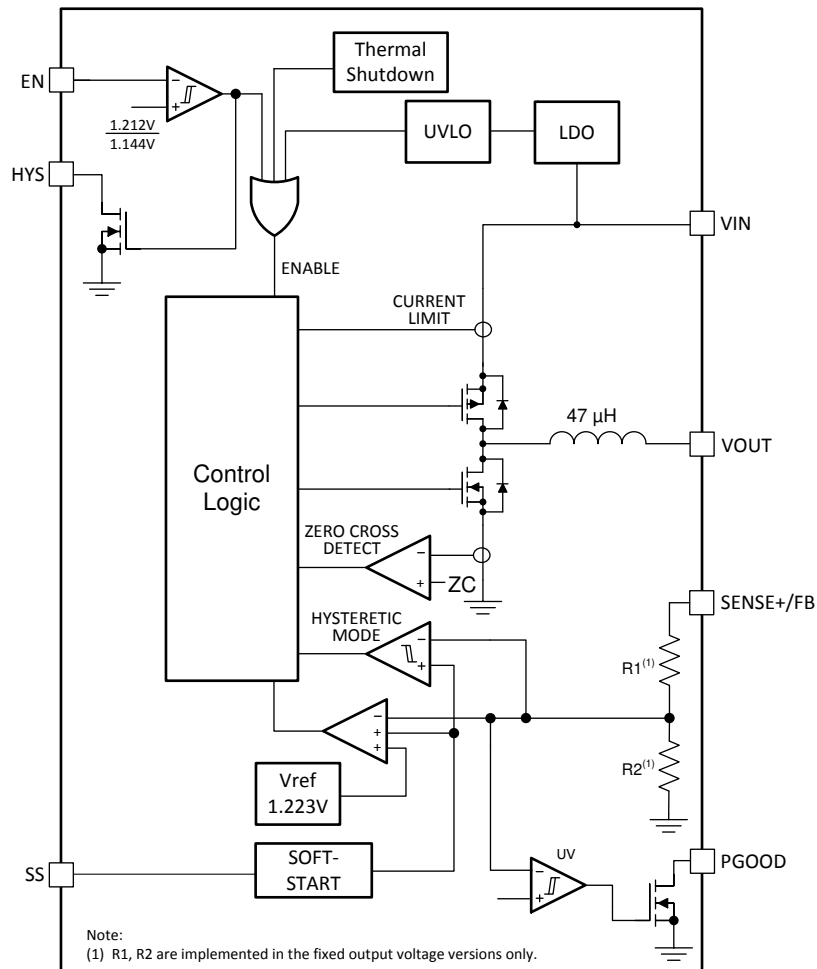 Thermal
Shutdown
EN
−
+
1.212V
1.144V
UVLO
LDO
HYS
VIN
ENABLE
CURRENT
LIMIT
47 µH
VOUT
Control
Logic
ZERO CROSS
DETECT
−
+
ZC
SENSE+/FB
HYSTERETIC
MODE
−
+
R1(1)
−
+
+
R2(1)
Vref
1.223V
SS
SOFT-
START
UV
−
+
PGOOD
Note:
(1) R1, R2 are implemented in the fixed output voltage versions only.